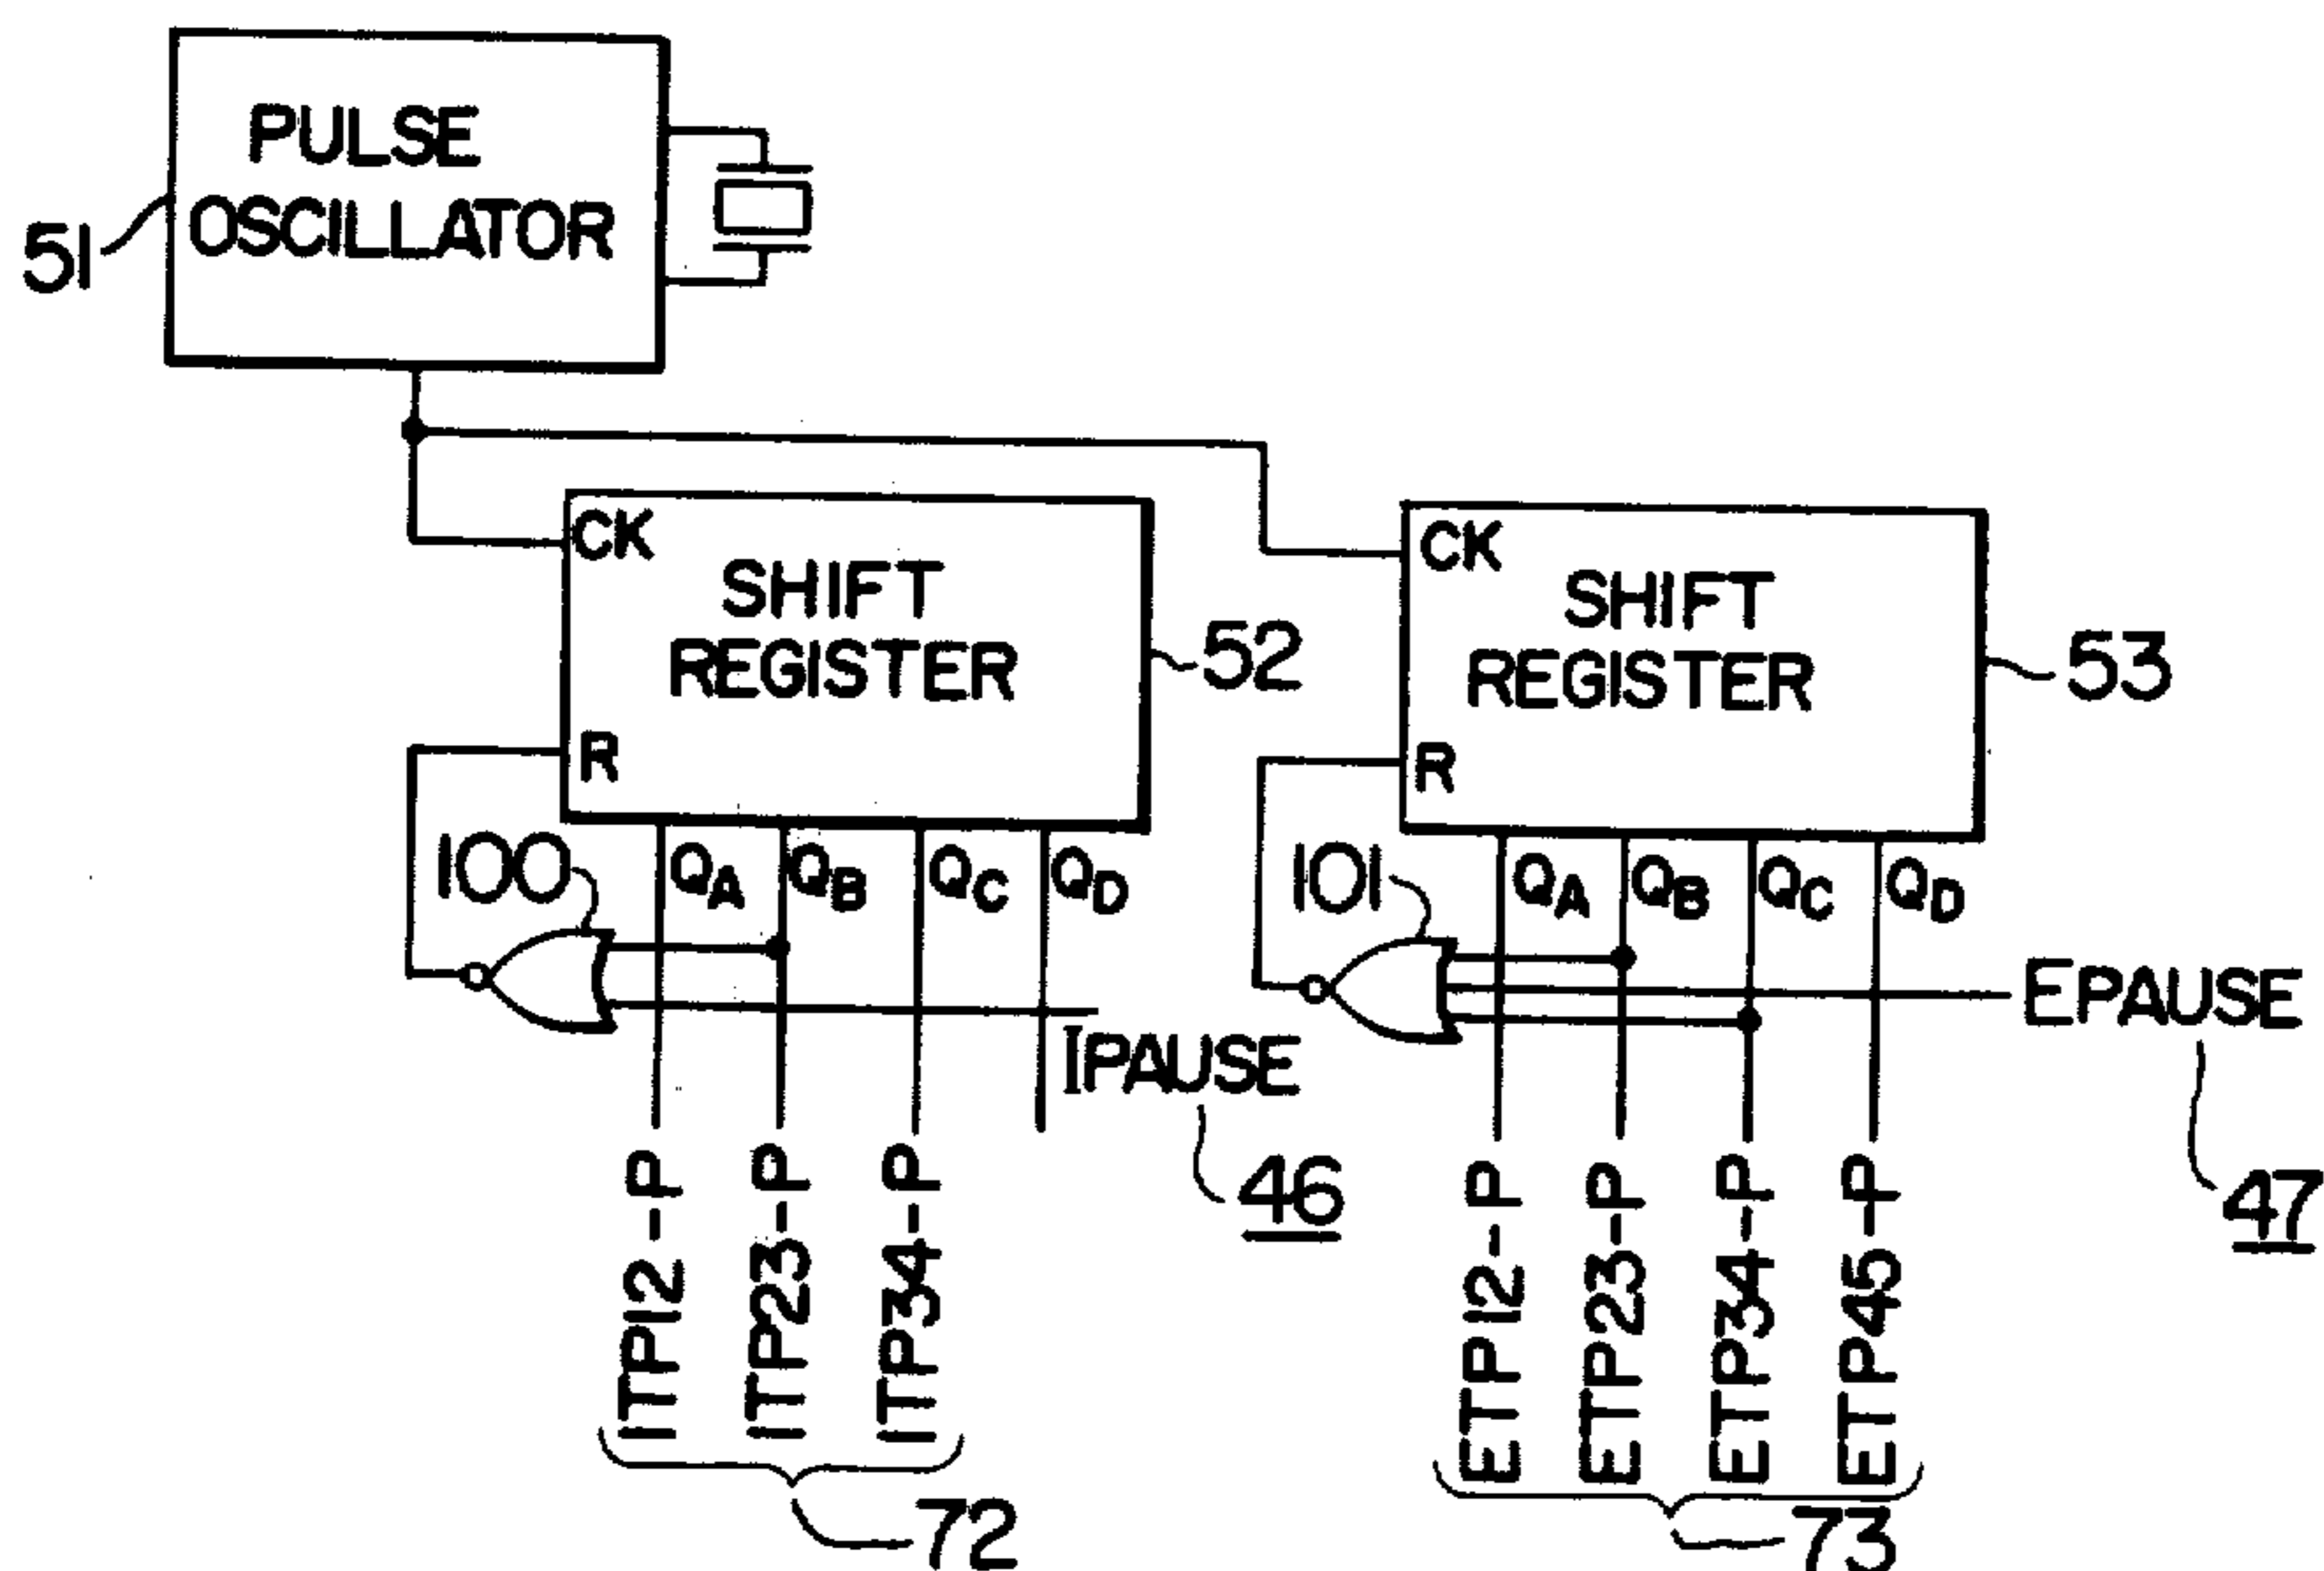 PULSE
OSCILLATOR
51
CK
SHIFT
REGISTER
R
52
CK
SHIFT
REGISTER
R
53
100
QA
QB
QC
QD
101
QA
QB
QC
QD
IPAUSE
46
EPAUSE
47
ITP12-P
ITP23-P
ITP34-P
72
ETP12-P
ETP23-P
ETP34-P
ETP45-P
73